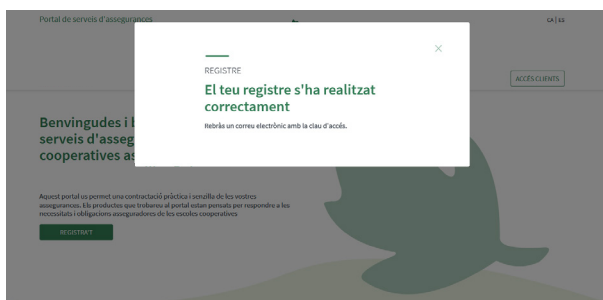 Portal de serveis d'assegurances
CA | ES
REGISTRE
ACCÉS CLIENTS
El teu registre s'ha realitzat
correctament
Rebràs un correu electrònic amb la clau d'accés.
Benvingudes i b
serveis d'asseg
cooperatives as
Aquest portal us permet una contractació pràctica i senzilla de les vostres
assegurances. Els productes que trobareu al portal estan pensats per respondre a les
necessitats i obligacions asseguradores de les escoles cooperatives
REGISTRA'T